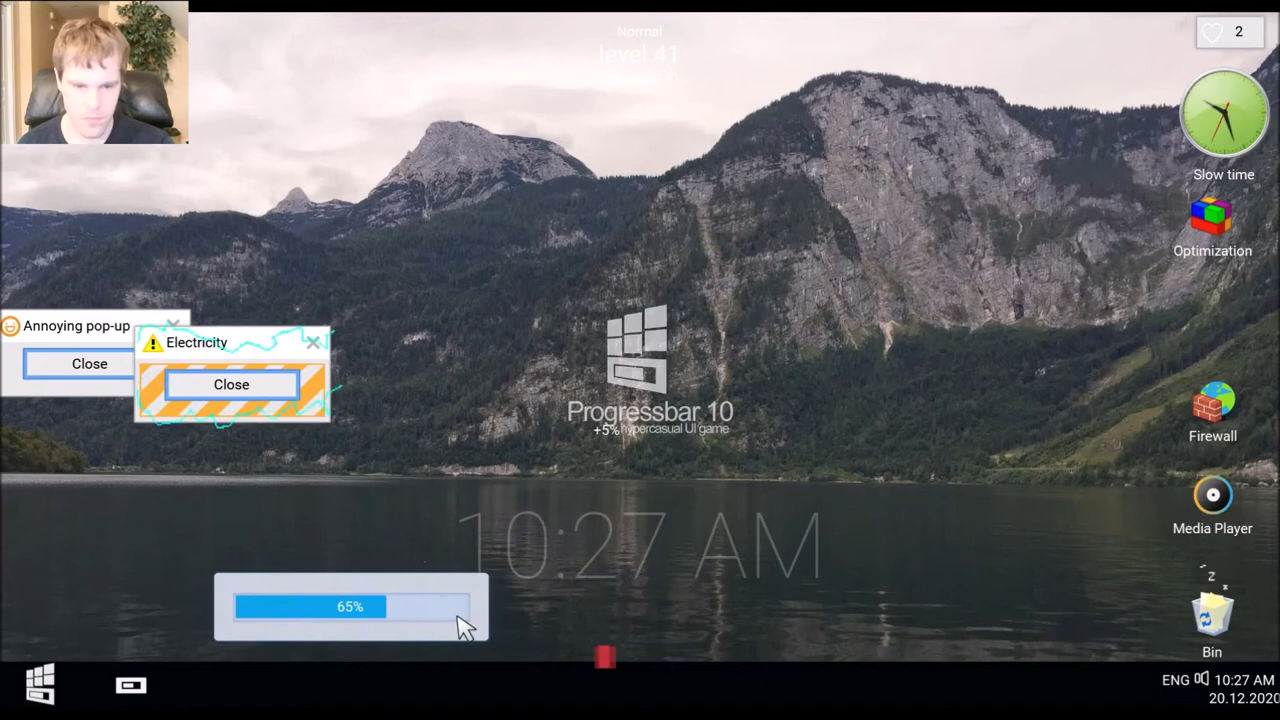 Normal
level 41
2
Slow time
Optimization
Annoying pop-up
Close
Electricity
Close
Progressbar 10
+5%
hypercasual UI game
Firewall
Media Player
10:27 AM
65%
z
Bin
ENG 10:27 AM
20.12.2020